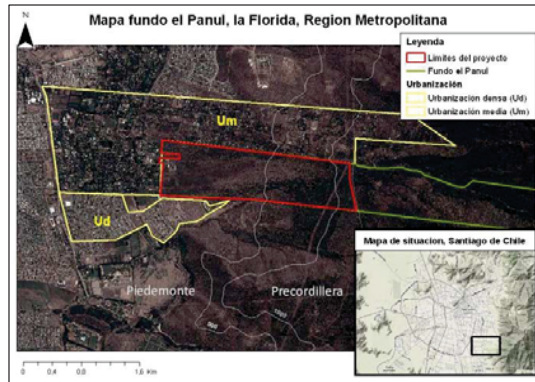 Mapa fundo el Panul, la Florida, Region Metropolitana
N
Leyenda
Limites del proyecto
Fundo el Panul
Urbanización
Urbanización densa (Ud)
Urbanización media (Um)
Um
Ud
Piedemonte
Precordillera
1000
Mapa de situacion, Santiago de Chile
0 0,4 0,8 1,6 Km